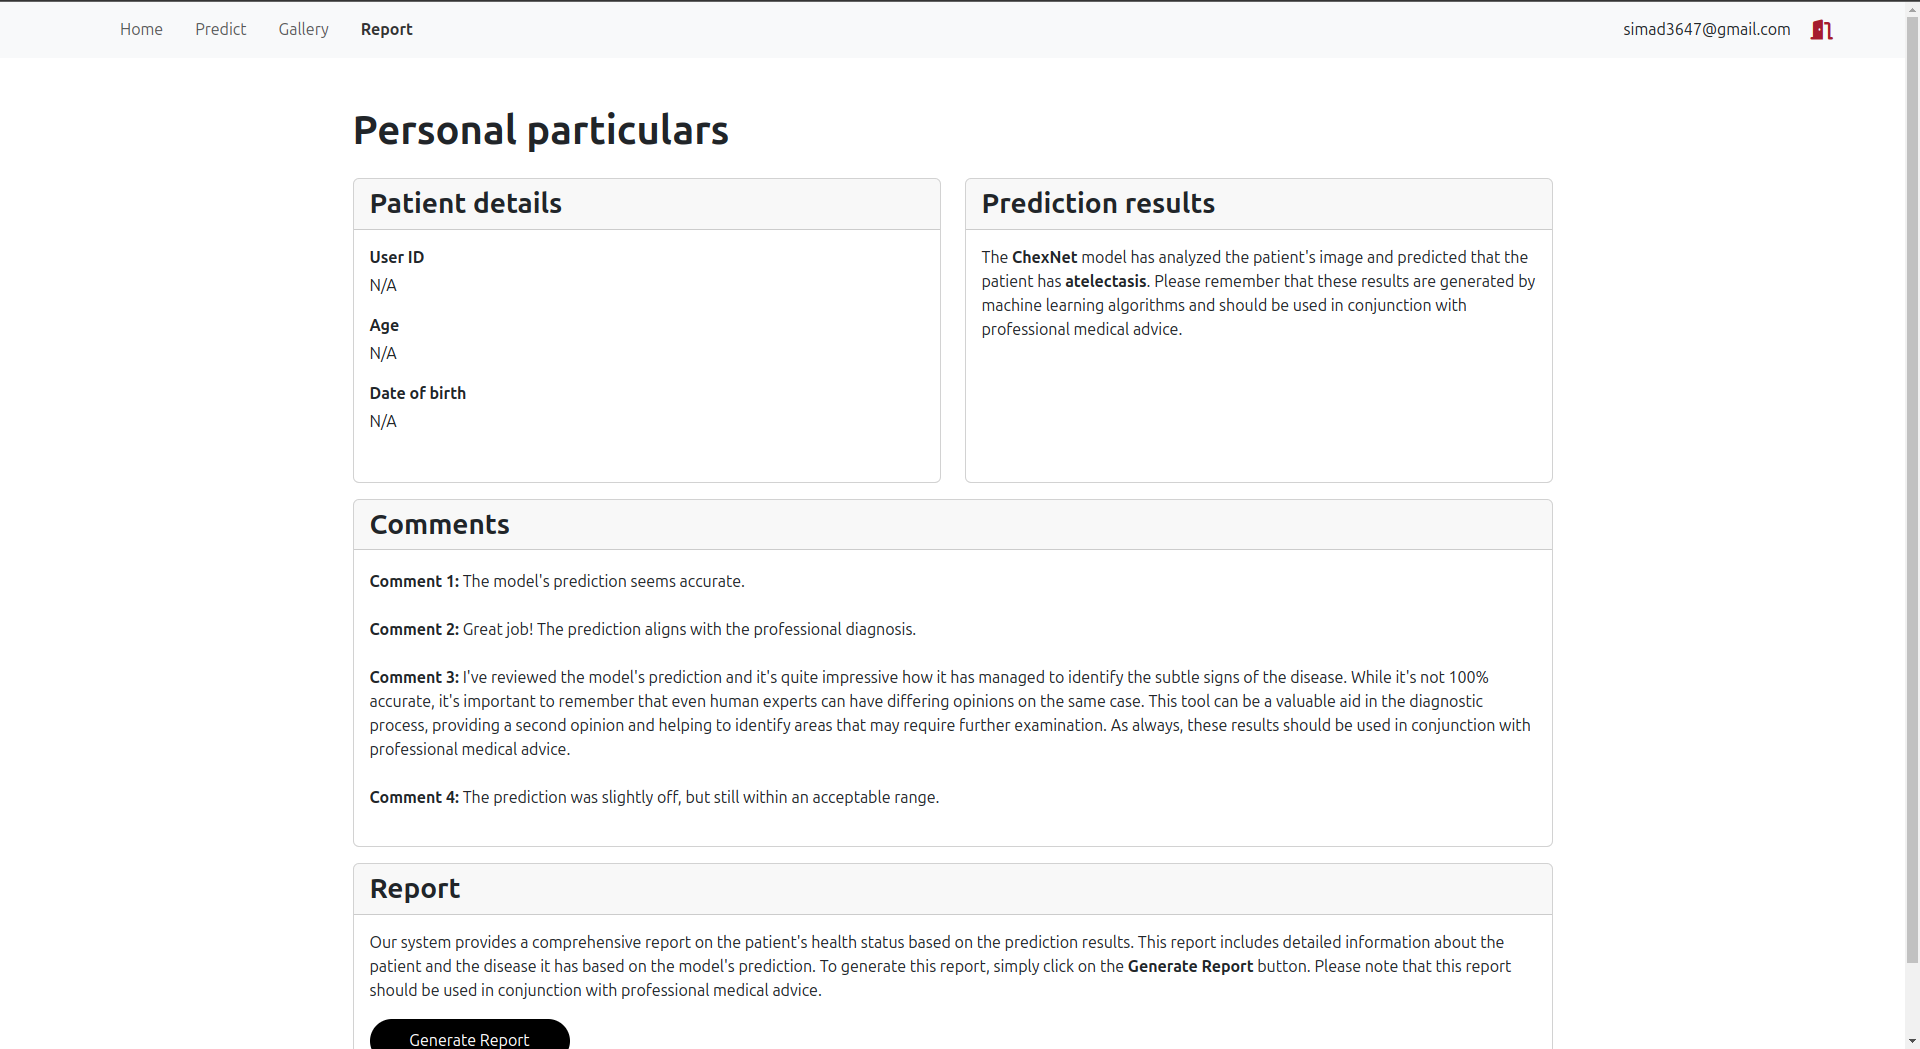 Home Predict Gallery Report simad3647@gmail.com
Personal particulars
Patient details
User ID
N/A
Age
N/A
Date of birth
N/A
Prediction results
The ChexNet model has analyzed the patient's image and predicted that the
patient has atelectasis. Please remember that these results are generated by
machine learning algorithms and should be used in conjunction with
professional medical advice.
Comments
Comment 1: The model's prediction seems accurate.
Comment 2: Great job! The prediction aligns with the professional diagnosis.
Comment 3: I've reviewed the model's prediction and it's quite impressive how it has managed to identify the subtle signs of the disease. While it's not 100%
accurate, it's important to remember that even human experts can have differing opinions on the same case. This tool can be a valuable aid in the diagnostic
process, providing a second opinion and helping to identify areas that may require further examination. As always, these results should be used in conjunction with
professional medical advice.
Comment 4: The prediction was slightly off, but still within an acceptable range.
Report
Our system provides a comprehensive report on the patient's health status based on the prediction results. This report includes detailed information about the
patient and the disease it has based on the model's prediction. To generate this report, simply click on the Generate Report button. Please note that this report
should be used in conjunction with professional medical advice.
Generate Report